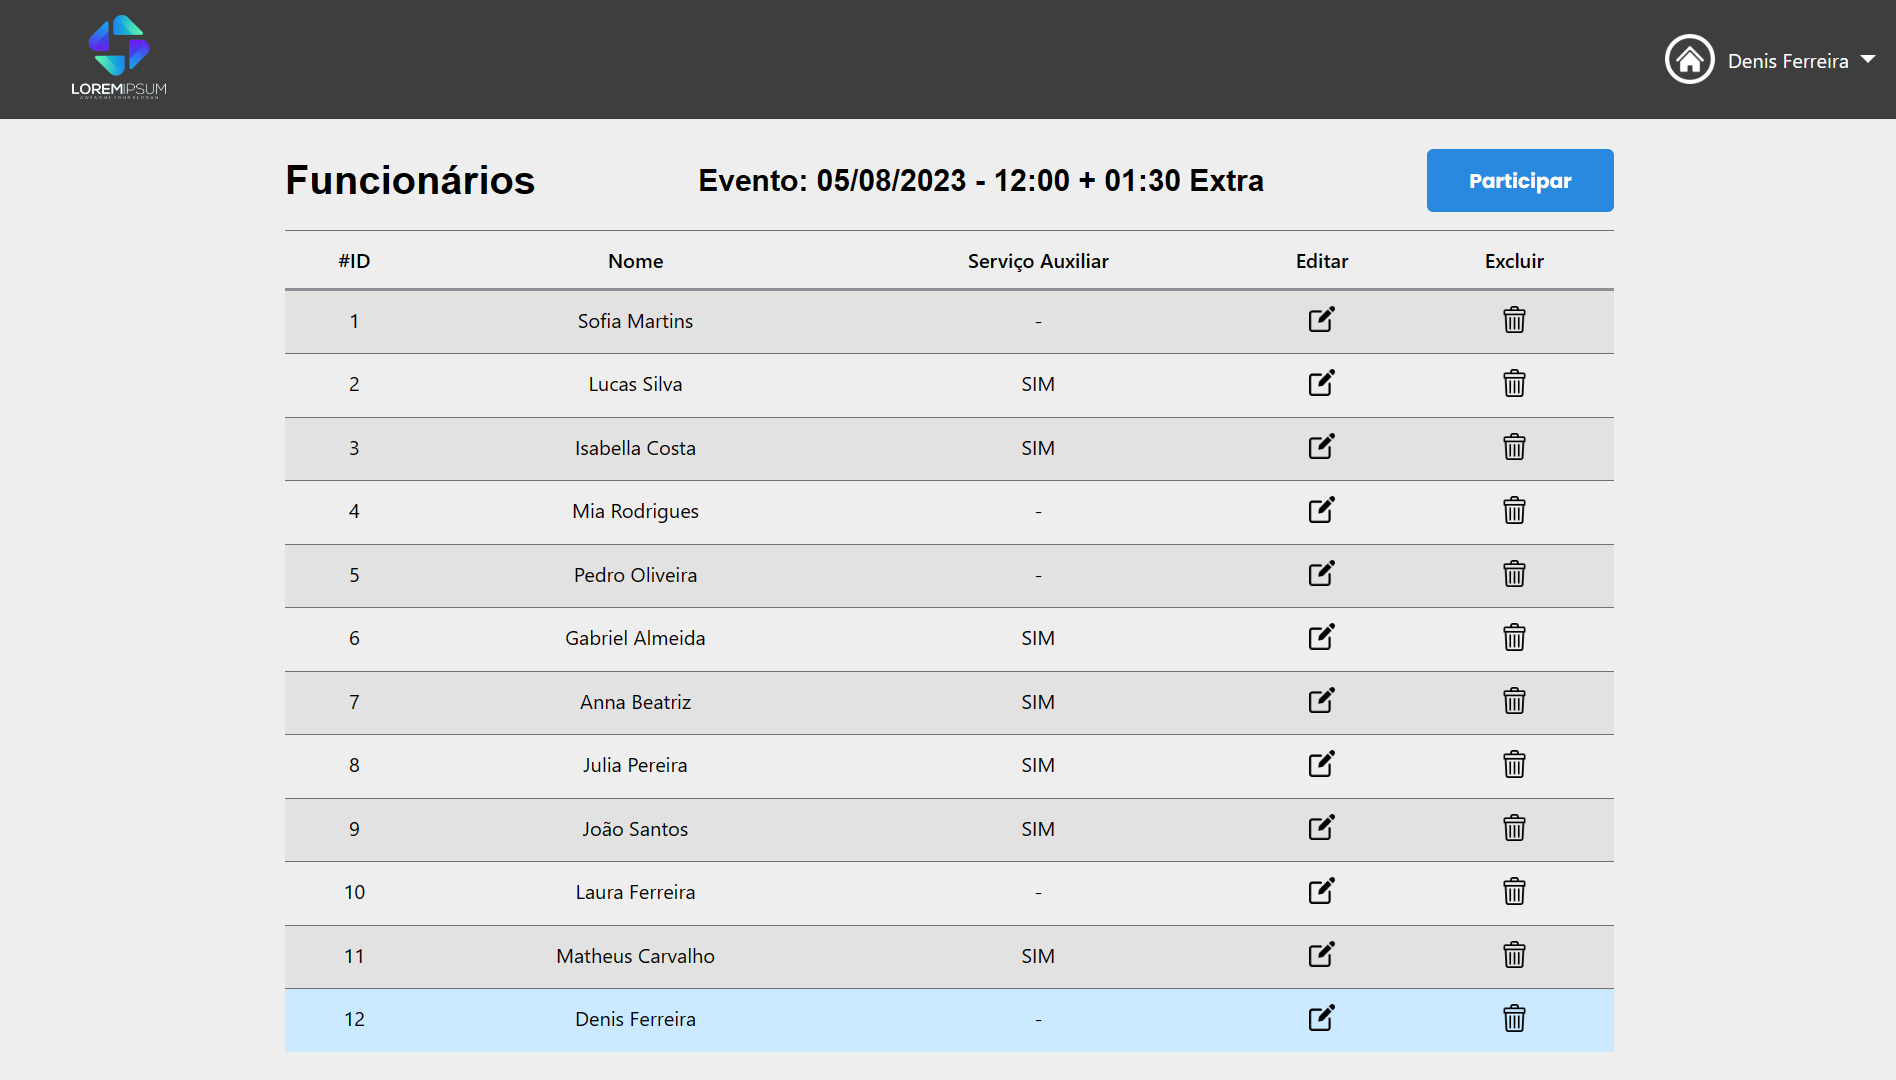 LOREMIPSUM
Denis Ferreira
Funcionários
Evento: 05/08/2023 - 12:00 + 01:30 Extra
Participar
#ID Nome Serviço Auxiliar Editar Excluir
1 Sofia Martins -
2 Lucas Silva SIM
3 Isabella Costa SIM
4 Mia Rodrigues -
5 Pedro Oliveira -
6 Gabriel Almeida SIM
7 Anna Beatriz SIM
8 Julia Pereira SIM
9 João Santos SIM
10 Laura Ferreira -
11 Matheus Carvalho SIM
12 Denis Ferreira -